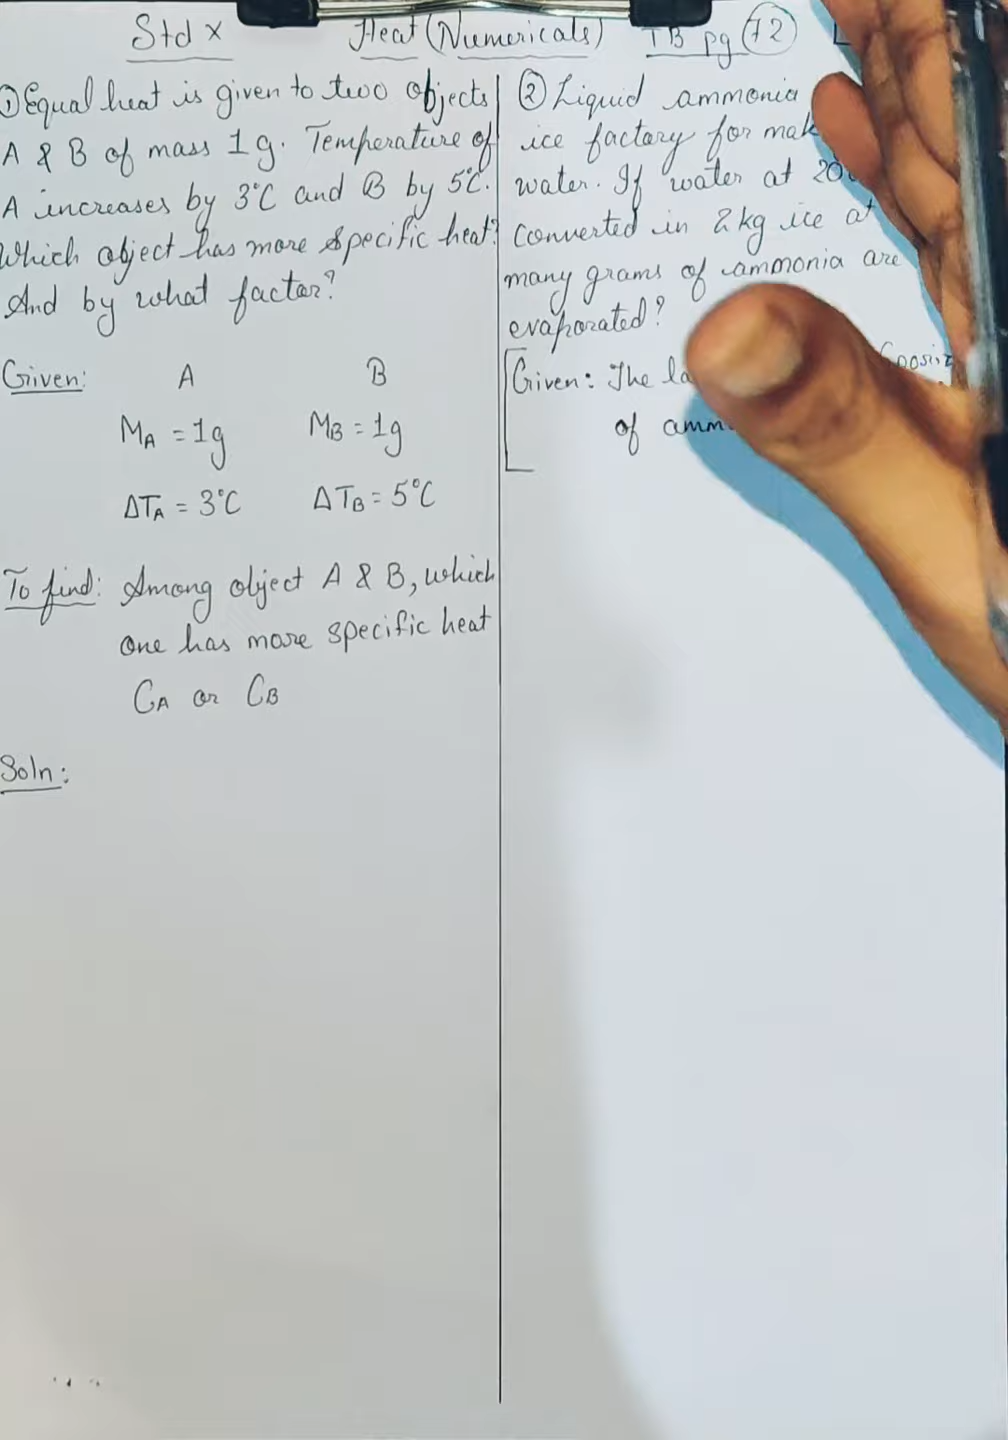 Std X Heat (Numericals) TB pg 72
① Equal heat is given to two objects
A & B of mass 1g. Temperature of
A increases by 3°C and B by 5°C.
Which object has more specific heat?
And by what factor?
Given: A B
MA = 1g MB = 1g
ΔTA = 3°C ΔTB = 5°C
To find: Among object A & B, which
one has more specific heat
CA or CB
Soln:
② Liquid ammonia
ice factory for mak
water. If water at 20
converted in 2 kg ice at
many grams of ammonia are
evaporated?
Given: The la
of amm